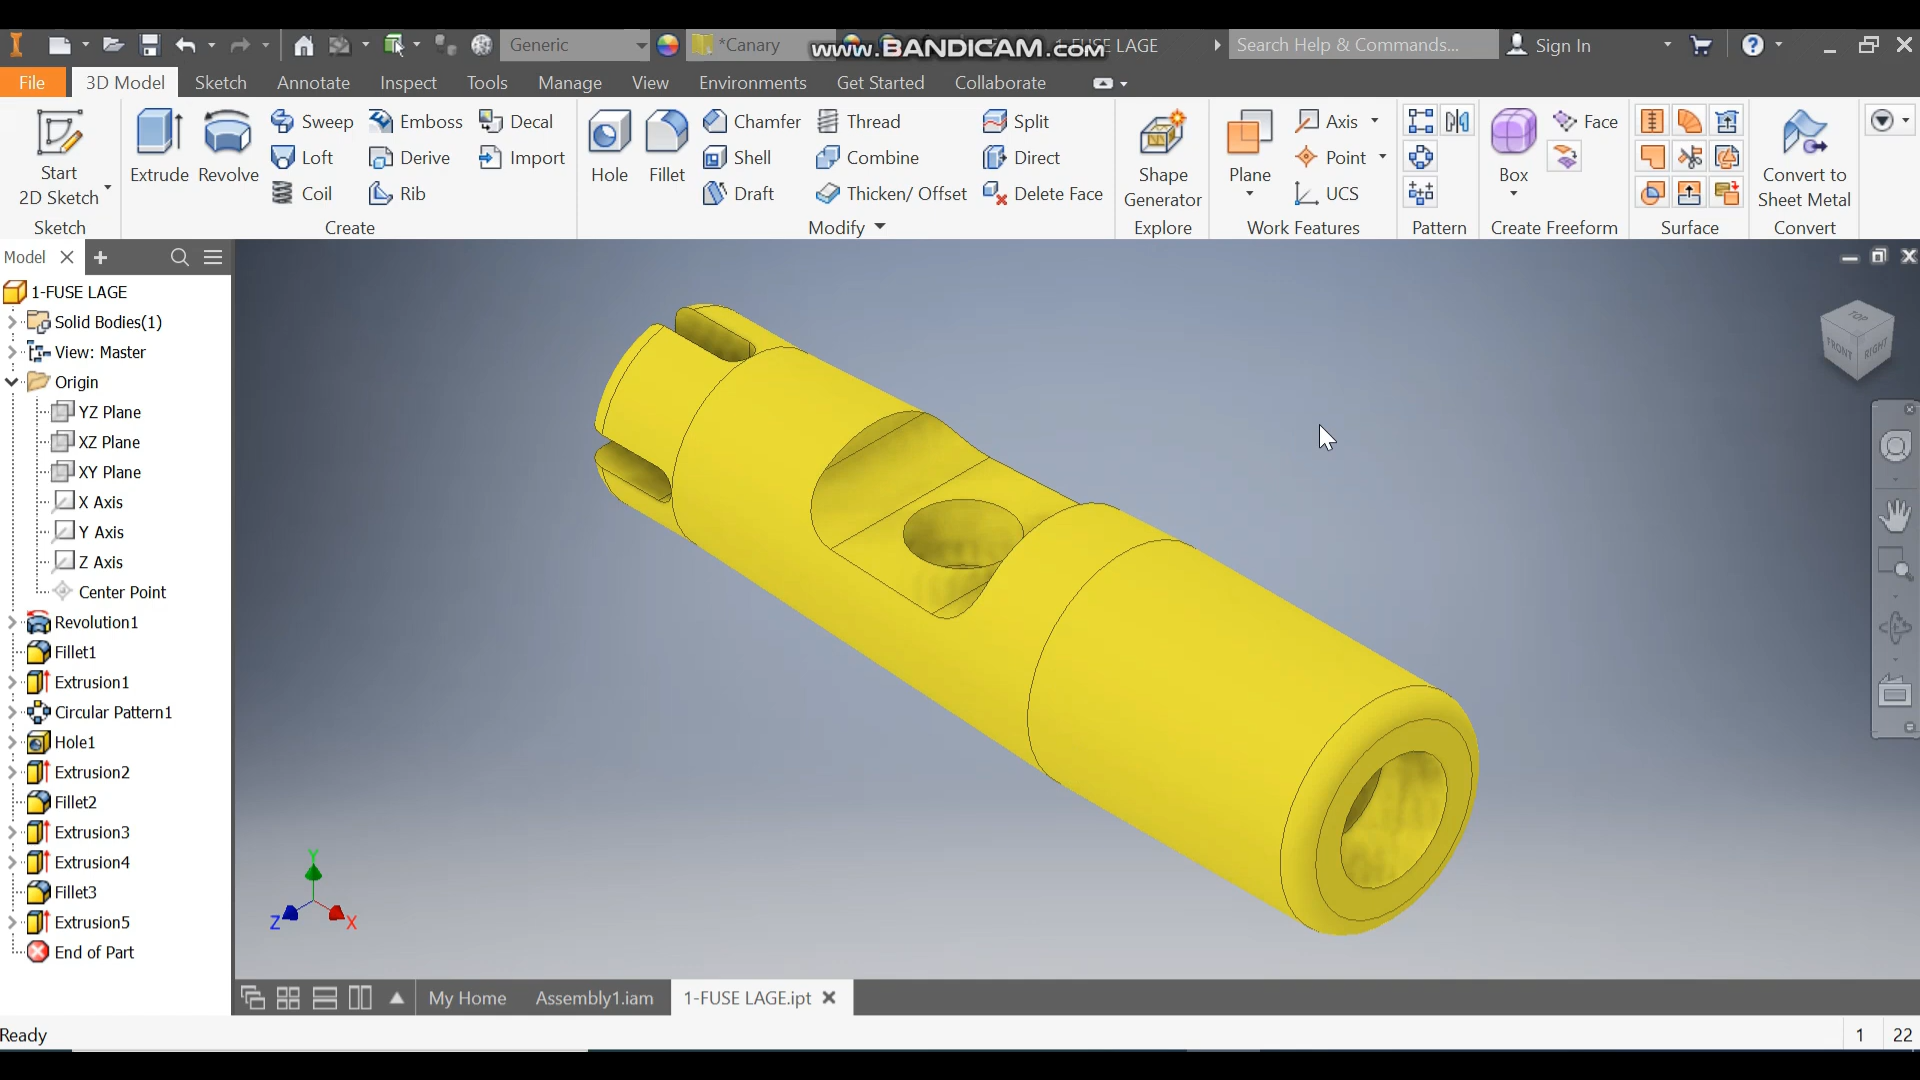 Generic
*Canary
www.BANDICAM.com
1-FUSE LAGE
Search Help & Commands...
Sign In
File
3D Model
Sketch
Annotate
Inspect
Tools
Manage
View
Environments
Get Started
Collaborate
Start
2D Sketch
Sketch
Extrude
Revolve
Sweep
Loft
Coil
Emboss
Derive
Rib
Decal
Import
Create
Hole
Fillet
Chamfer
Shell
Draft
Thread
Combine
Thicken/ Offset
Split
Direct
Delete Face
Modify
Shape
Generator
Explore
Plane
Axis
Point
UCS
Work Features
Pattern
Box
Face
Create Freeform
Surface
Convert to
Sheet Metal
Convert
Model
1-FUSE LAGE
Solid Bodies(1)
View: Master
Origin
YZ Plane
XZ Plane
XY Plane
X Axis
Y Axis
Z Axis
Center Point
Revolution1
Fillet1
Extrusion1
Circular Pattern1
Hole1
Extrusion2
Fillet2
Extrusion3
Extrusion4
Fillet3
Extrusion5
End of Part
TOP
FRONT
RIGHT
Y
Z
X
My Home
Assembly1.iam
1-FUSE LAGE.ipt
Ready
1
22